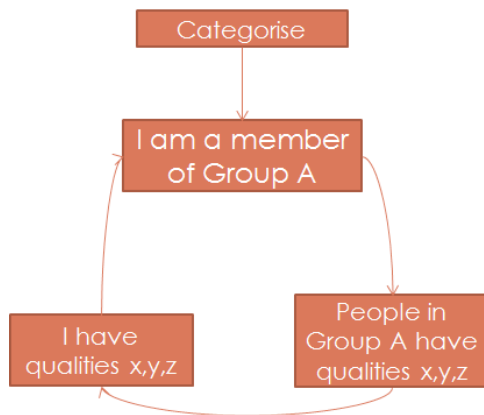 Categorise
I am a member
of Group A
I have
qualities x,y,z
People in
Group A have
qualities x,y,z